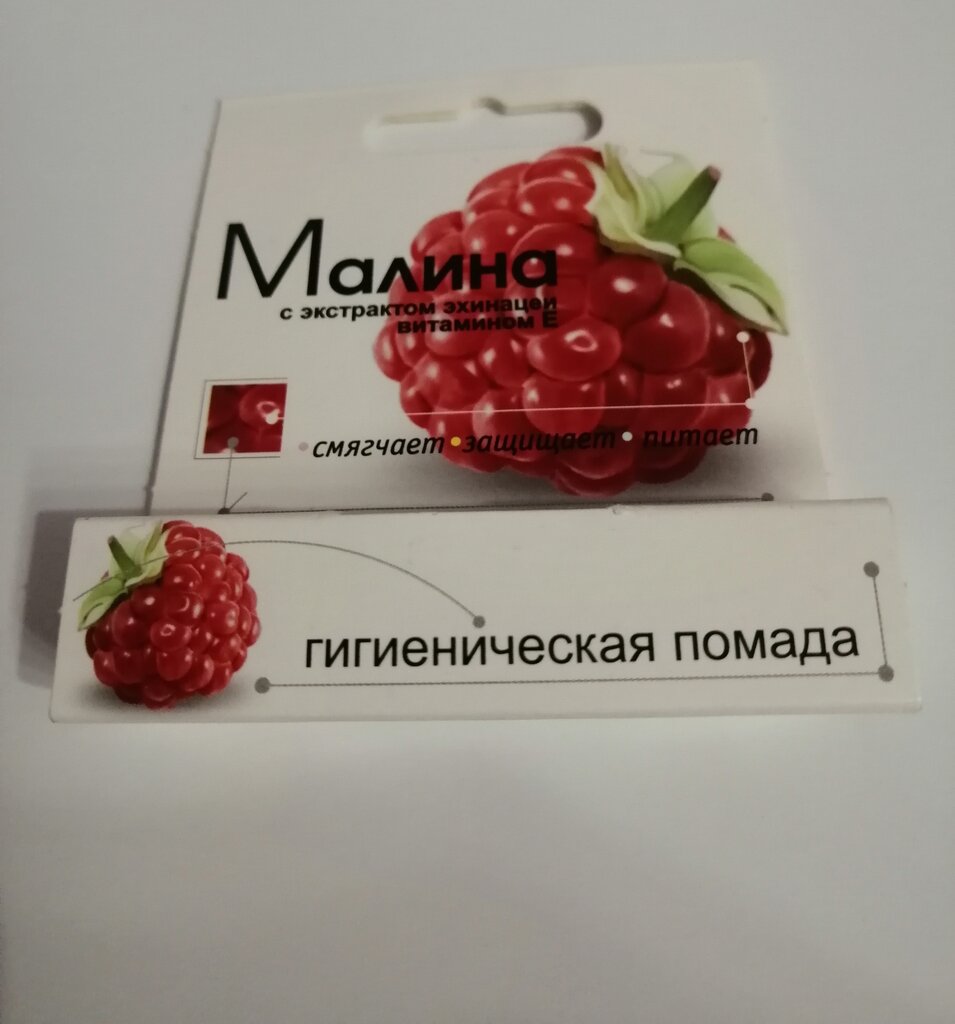 Малина
с экстрактом эхинацеи
витамином Е
смягчает защищает питает
гигиеническая помада